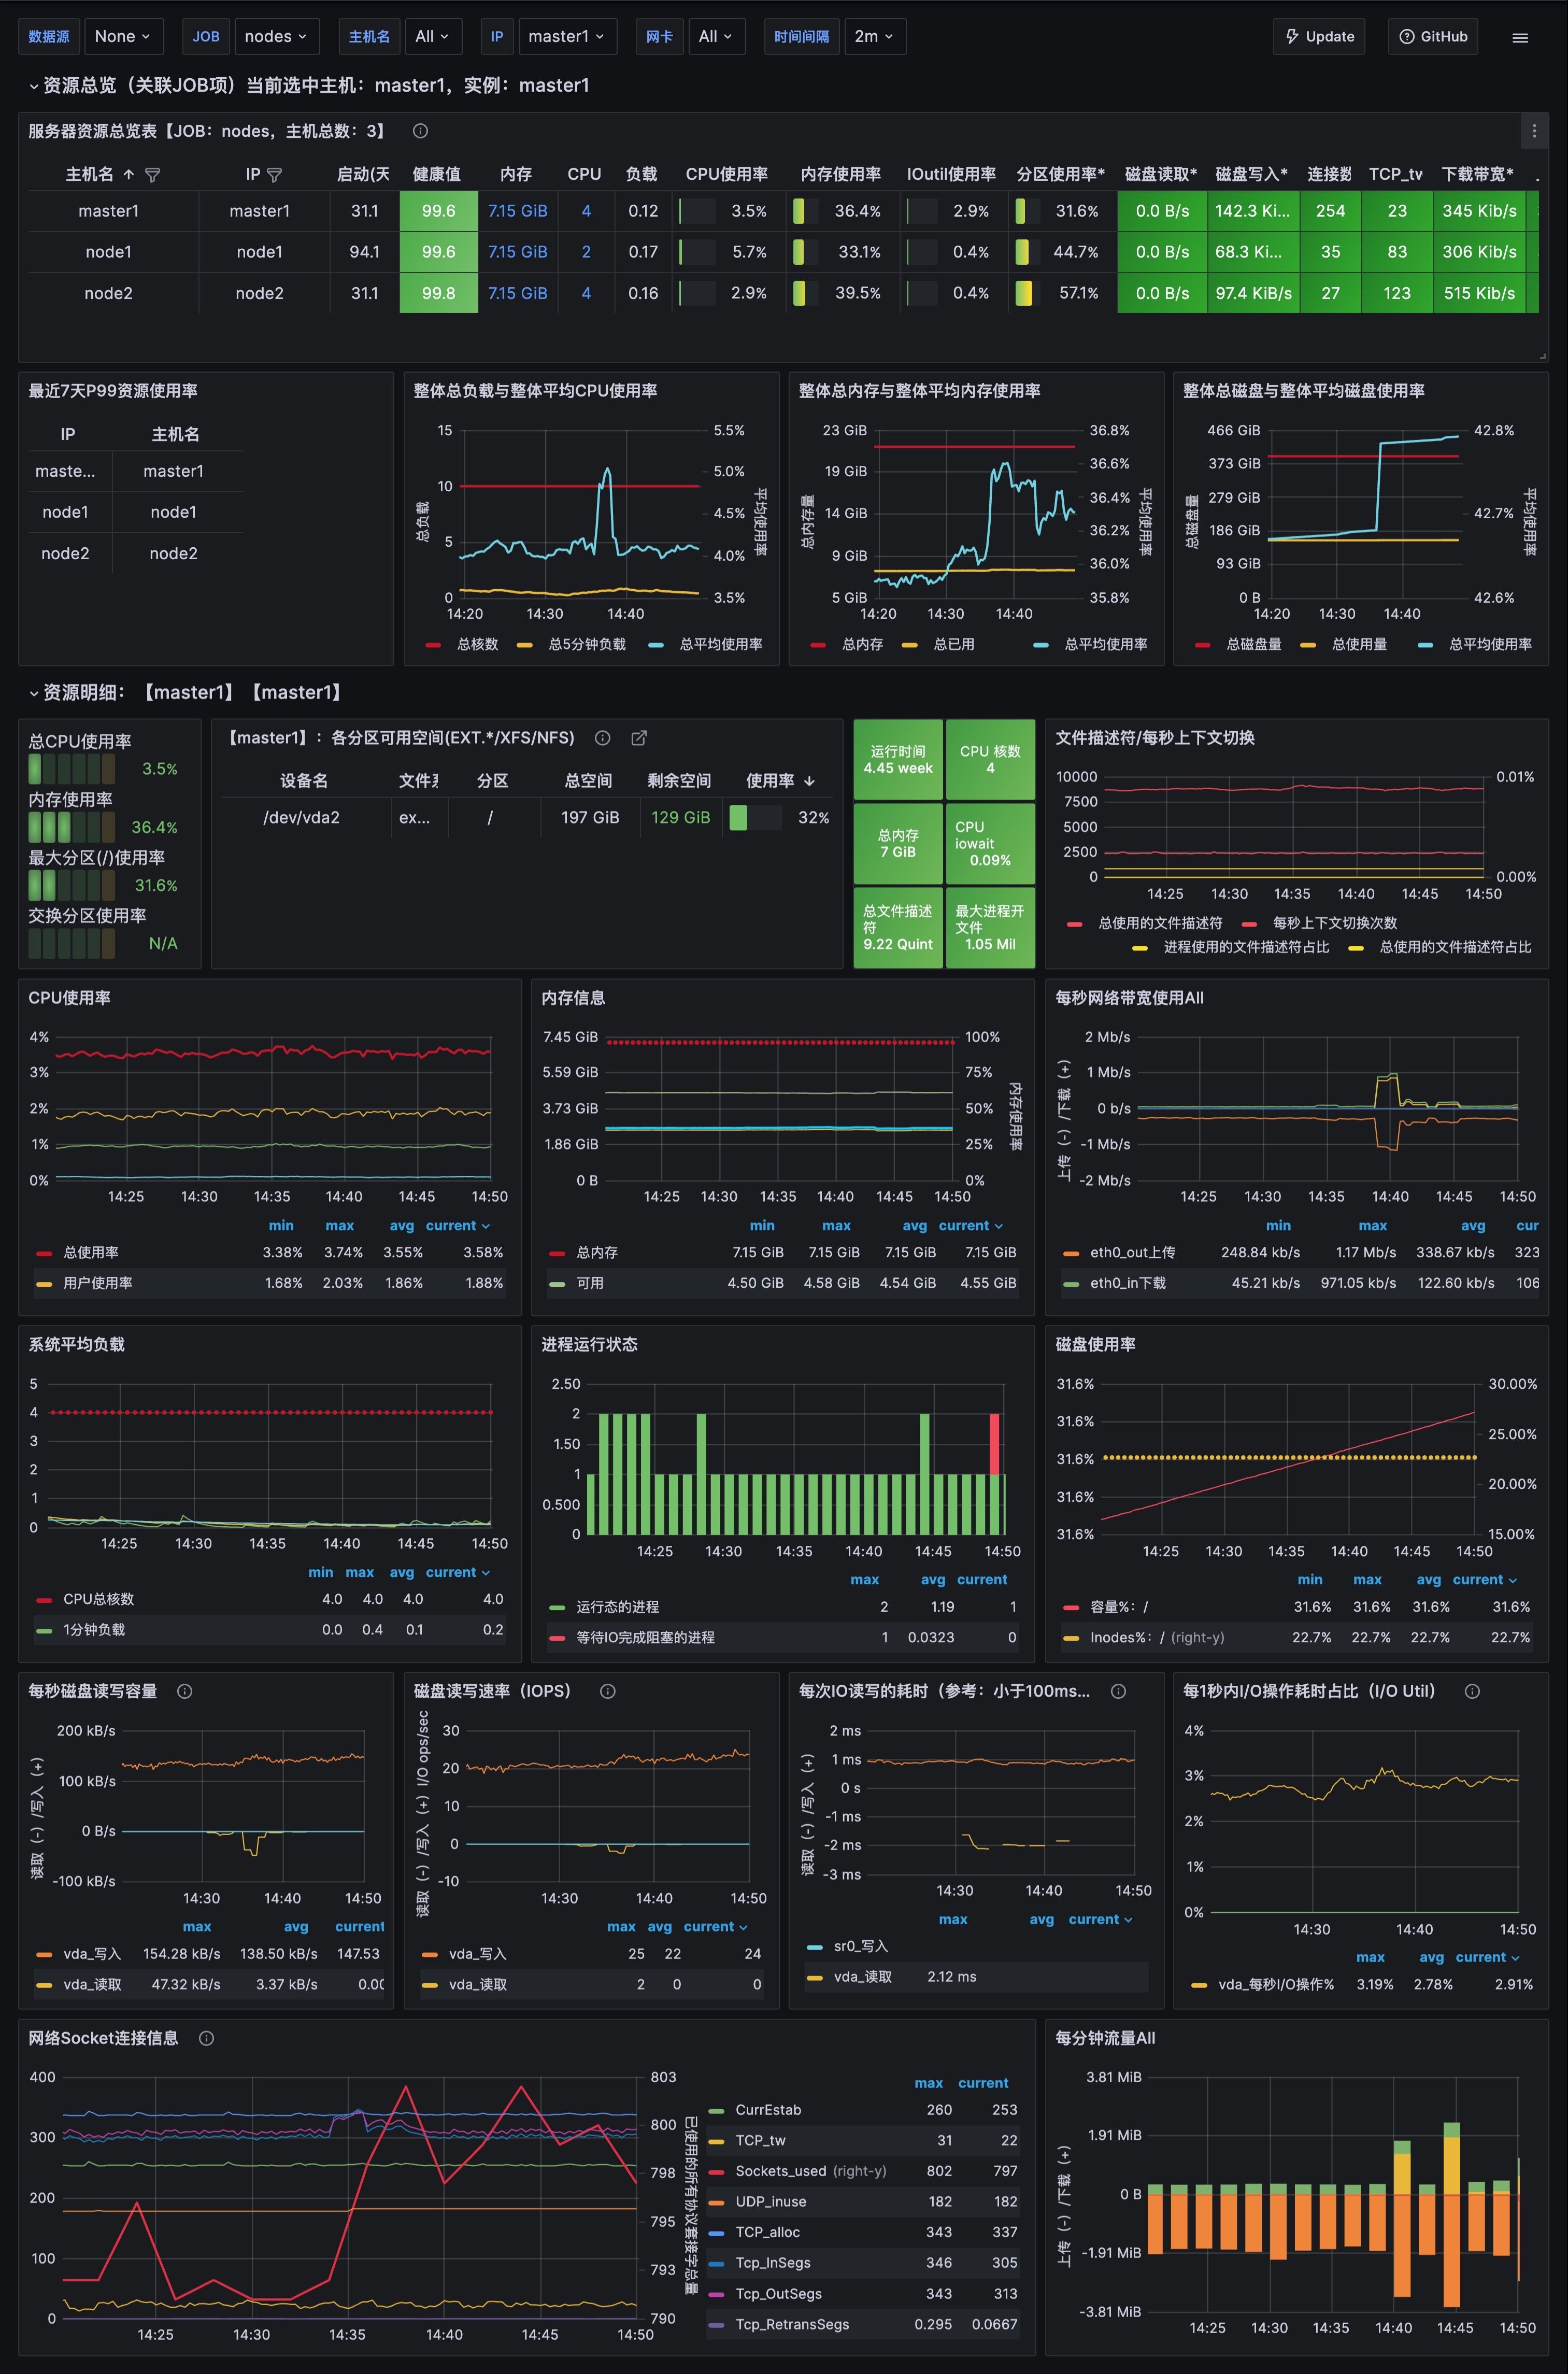 数据源 None JOB nodes 主机名 All IP master1 网卡 All 时间间隔 2m Update GitHub
资源总览（关联JOB项）当前选中主机：master1，实例：master1
服务器资源总览表【JOB：nodes，主机总数：3】
主机名 IP 启动(天 健康值 内存 CPU 负载 CPU使用率 内存使用率 IOutil使用率 分区使用率* 磁盘读取* 磁盘写入* 连接数 TCP_tw 下载带宽*
master1 master1 31.1 99.6 7.15 GiB 4 0.12 3.5% 36.4% 2.9% 31.6% 0.0 B/s 142.3 Ki... 254 23 345 Kib/s
node1 node1 94.1 99.6 7.15 GiB 2 0.17 5.7% 33.1% 0.4% 44.7% 0.0 B/s 68.3 Ki... 35 83 306 Kib/s
node2 node2 31.1 99.8 7.15 GiB 4 0.16 2.9% 39.5% 0.4% 57.1% 0.0 B/s 97.4 KiB/s 27 123 515 Kib/s
最近7天P99资源使用率
IP 主机名
maste... master1
node1 node1
node2 node2
整体总负载与整体平均CPU使用率
总负载
15
10
5
0
5.5%
5.0%
4.5%
4.0%
3.5%
平均使用率
14:20 14:30 14:40
总核数 总5分钟负载 总平均使用率
整体总内存与整体平均内存使用率
总内存量
23 GiB
19 GiB
14 GiB
9 GiB
5 GiB
36.8%
36.6%
36.4%
36.2%
36.0%
35.8%
平均使用率
14:20 14:30 14:40
总内存 总已用 总平均使用率
整体总磁盘与整体平均磁盘使用率
总磁盘量
466 GiB
373 GiB
279 GiB
186 GiB
93 GiB
0 B
42.8%
42.7%
42.6%
平均使用率
14:20 14:30 14:40
总磁盘量 总使用量 总平均使用率
资源明细：【master1】【master1】
总CPU使用率
3.5%
内存使用率
36.4%
最大分区(/)使用率
31.6%
交换分区使用率
N/A
【master1】：各分区可用空间(EXT.*/XFS/NFS)
设备名 文件系 分区 总空间 剩余空间 使用率
/dev/vda2 ex... / 197 GiB 129 GiB 32%
运行时间
4.45 week
CPU 核数
4
总内存
7 GiB
CPU
iowait
0.09%
总文件描述
符
9.22 Quint
最大进程开
文件
1.05 Mil
文件描述符/每秒上下文切换
10000
7500
5000
2500
0
0.01%
0.00%
14:25 14:30 14:35 14:40 14:45 14:50
总使用的文件描述符 每秒上下文切换次数
进程使用的文件描述符占比 总使用的文件描述符占比
CPU使用率
4%
3%
2%
1%
0%
14:25 14:30 14:35 14:40 14:45 14:50
min max avg current
总使用率 3.38% 3.74% 3.55% 3.58%
用户使用率 1.68% 2.03% 1.86% 1.88%
内存信息
7.45 GiB
5.59 GiB
3.73 GiB
1.86 GiB
0 B
100%
75%
50%
25%
0%
内存使用率
14:25 14:30 14:35 14:40 14:45 14:50
min max avg current
总内存 7.15 GiB 7.15 GiB 7.15 GiB 7.15 GiB
可用 4.50 GiB 4.58 GiB 4.54 GiB 4.55 GiB
每秒网络带宽使用All
上传（-）/下载（+）
2 Mb/s
1 Mb/s
0 b/s
-1 Mb/s
-2 Mb/s
14:25 14:30 14:35 14:40 14:45 14:50
min max avg cur
eth0_out上传 248.84 kb/s 1.17 Mb/s 338.67 kb/s 323
eth0_in下载 45.21 kb/s 971.05 kb/s 122.60 kb/s 106
系统平均负载
5
4
3
2
1
0
14:25 14:30 14:35 14:40 14:45 14:50
min max avg current
CPU总核数 4.0 4.0 4.0 4.0
1分钟负载 0.0 0.4 0.1 0.2
进程运行状态
2.50
2
1.50
1
0.500
0
14:25 14:30 14:35 14:40 14:45 14:50
max avg current
运行态的进程 2 1.19 1
等待IO完成阻塞的进程 1 0.0323 0
磁盘使用率
31.6%
31.6%
31.6%
31.6%
31.6%
30.00%
25.00%
20.00%
15.00%
14:25 14:30 14:35 14:40 14:45 14:50
min max avg current
容量%：/ 31.6% 31.6% 31.6% 31.6%
Inodes%：/ (right-y) 22.7% 22.7% 22.7% 22.7%
每秒磁盘读写容量
读取（-）/写入（+）
200 kB/s
100 kB/s
0 B/s
-100 kB/s
14:30 14:40 14:50
max avg current
vda_写入 154.28 kB/s 138.50 kB/s 147.53
vda_读取 47.32 kB/s 3.37 kB/s 0.00
磁盘读写速率（IOPS）
读取（-）/写入（+）I/O ops/sec
30
20
10
0
-10
14:30 14:40 14:50
max avg current
vda_写入 25 22 24
vda_读取 2 0 0
每次IO读写的耗时（参考：小于100ms...
读取（-）/写入（+）
2 ms
1 ms
0 s
-1 ms
-2 ms
-3 ms
14:30 14:40 14:50
max avg current
sr0_写入
vda_读取 2.12 ms
每1秒内I/O操作耗时占比（I/O Util）
4%
3%
2%
1%
0%
14:30 14:40 14:50
max avg current
vda_每秒I/O操作% 3.19% 2.78% 2.91%
网络Socket连接信息
400
300
200
100
0
803
800
798
795
793
790
已使用的所有协议套接字总量
14:25 14:30 14:35 14:40 14:45 14:50
max current
CurrEstab 260 253
TCP_tw 31 22
Sockets_used (right-y) 802 797
UDP_inuse 182 182
TCP_alloc 343 337
Tcp_InSegs 346 305
Tcp_OutSegs 343 313
Tcp_RetransSegs 0.295 0.0667
每分钟流量All
上传（-）/下载（+）
3.81 MiB
1.91 MiB
0 B
-1.91 MiB
-3.81 MiB
14:25 14:30 14:35 14:40 14:45 14:50